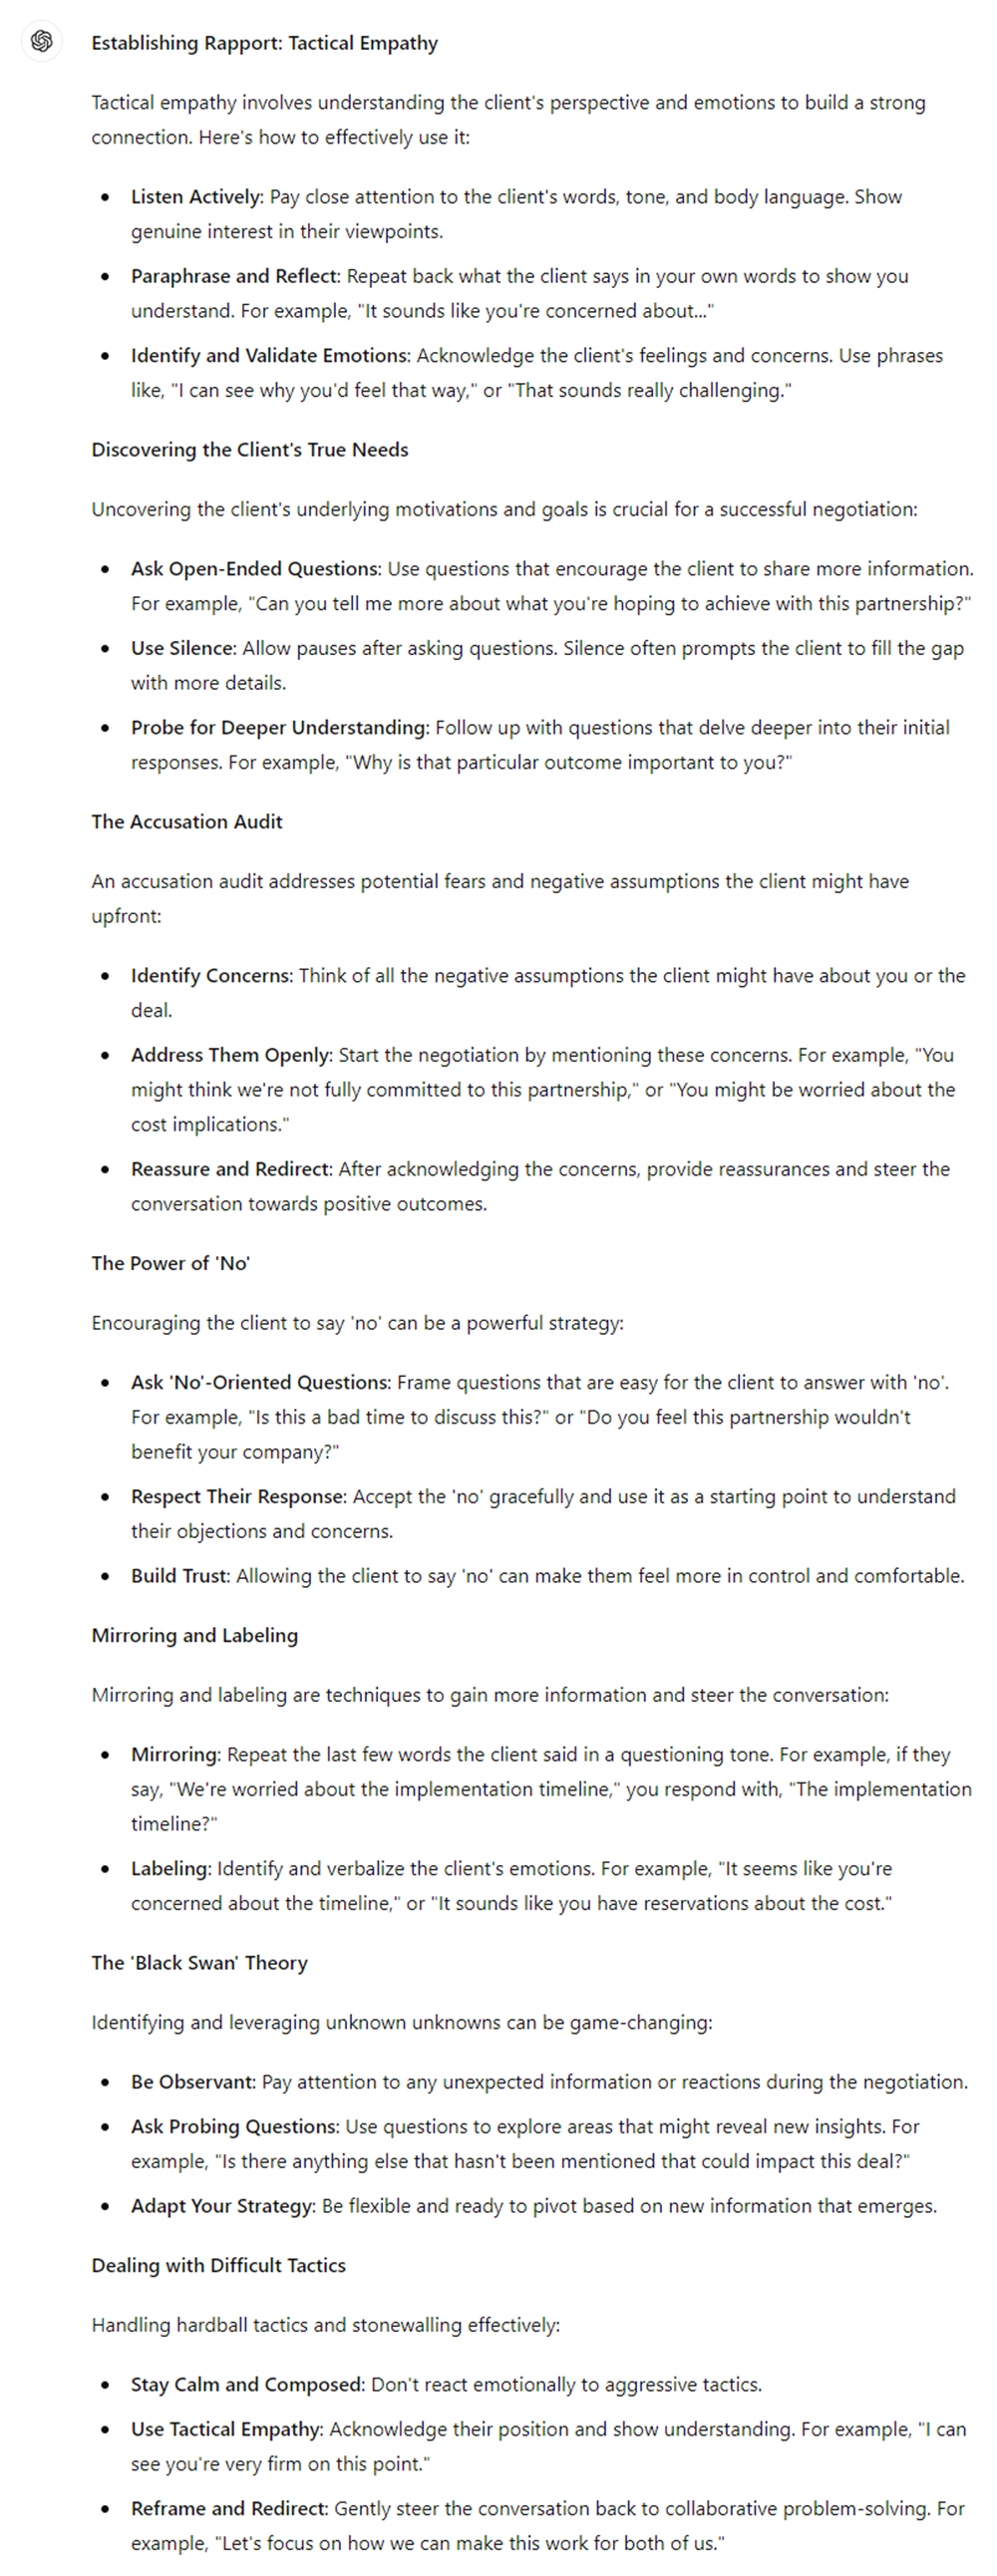 Establishing Rapport: Tactical Empathy
Tactical empathy involves understanding the client's perspective and emotions to build a strong
connection. Here's how to effectively use it:
• Listen Actively: Pay close attention to the client's words, tone, and body language. Show
genuine interest in their viewpoints.
• Paraphrase and Reflect: Repeat back what the client says in your own words to show you
understand. For example, "It sounds like you're concerned about..."
• Identify and Validate Emotions: Acknowledge the client's feelings and concerns. Use phrases
like, "I can see why you'd feel that way," or "That sounds really challenging."
Discovering the Client's True Needs
Uncovering the client's underlying motivations and goals is crucial for a successful negotiation:
• Ask Open-Ended Questions: Use questions that encourage the client to share more information.
For example, "Can you tell me more about what you're hoping to achieve with this partnership?"
• Use Silence: Allow pauses after asking questions. Silence often prompts the client to fill the gap
with more details.
• Probe for Deeper Understanding: Follow up with questions that delve deeper into their initial
responses. For example, "Why is that particular outcome important to you?"
The Accusation Audit
An accusation audit addresses potential fears and negative assumptions the client might have
upfront:
• Identify Concerns: Think of all the negative assumptions the client might have about you or the
deal.
• Address Them Openly: Start the negotiation by mentioning these concerns. For example, "You
might think we're not fully committed to this partnership," or "You might be worried about the
cost implications."
• Reassure and Redirect: After acknowledging the concerns, provide reassurances and steer the
conversation towards positive outcomes.
The Power of 'No'
Encouraging the client to say 'no' can be a powerful strategy:
• Ask 'No'-Oriented Questions: Frame questions that are easy for the client to answer with 'no'.
For example, "Is this a bad time to discuss this?" or "Do you feel this partnership wouldn't
benefit your company?"
• Respect Their Response: Accept the 'no' gracefully and use it as a starting point to understand
their objections and concerns.
• Build Trust: Allowing the client to say 'no' can make them feel more in control and comfortable.
Mirroring and Labeling
Mirroring and labeling are techniques to gain more information and steer the conversation:
• Mirroring: Repeat the last few words the client said in a questioning tone. For example, if they
say, "We're worried about the implementation timeline," you respond with, "The implementation
timeline?"
• Labeling: Identify and verbalize the client's emotions. For example, "It seems like you're
concerned about the timeline," or "It sounds like you have reservations about the cost."
The 'Black Swan' Theory
Identifying and leveraging unknown unknowns can be game-changing:
• Be Observant: Pay attention to any unexpected information or reactions during the negotiation.
• Ask Probing Questions: Use questions to explore areas that might reveal new insights. For
example, "Is there anything else that hasn't been mentioned that could impact this deal?"
• Adapt Your Strategy: Be flexible and ready to pivot based on new information that emerges.
Dealing with Difficult Tactics
Handling hardball tactics and stonewalling effectively:
• Stay Calm and Composed: Don't react emotionally to aggressive tactics.
• Use Tactical Empathy: Acknowledge their position and show understanding. For example, "I can
see you're very firm on this point."
• Reframe and Redirect: Gently steer the conversation back to collaborative problem-solving. For
example, "Let's focus on how we can make this work for both of us."